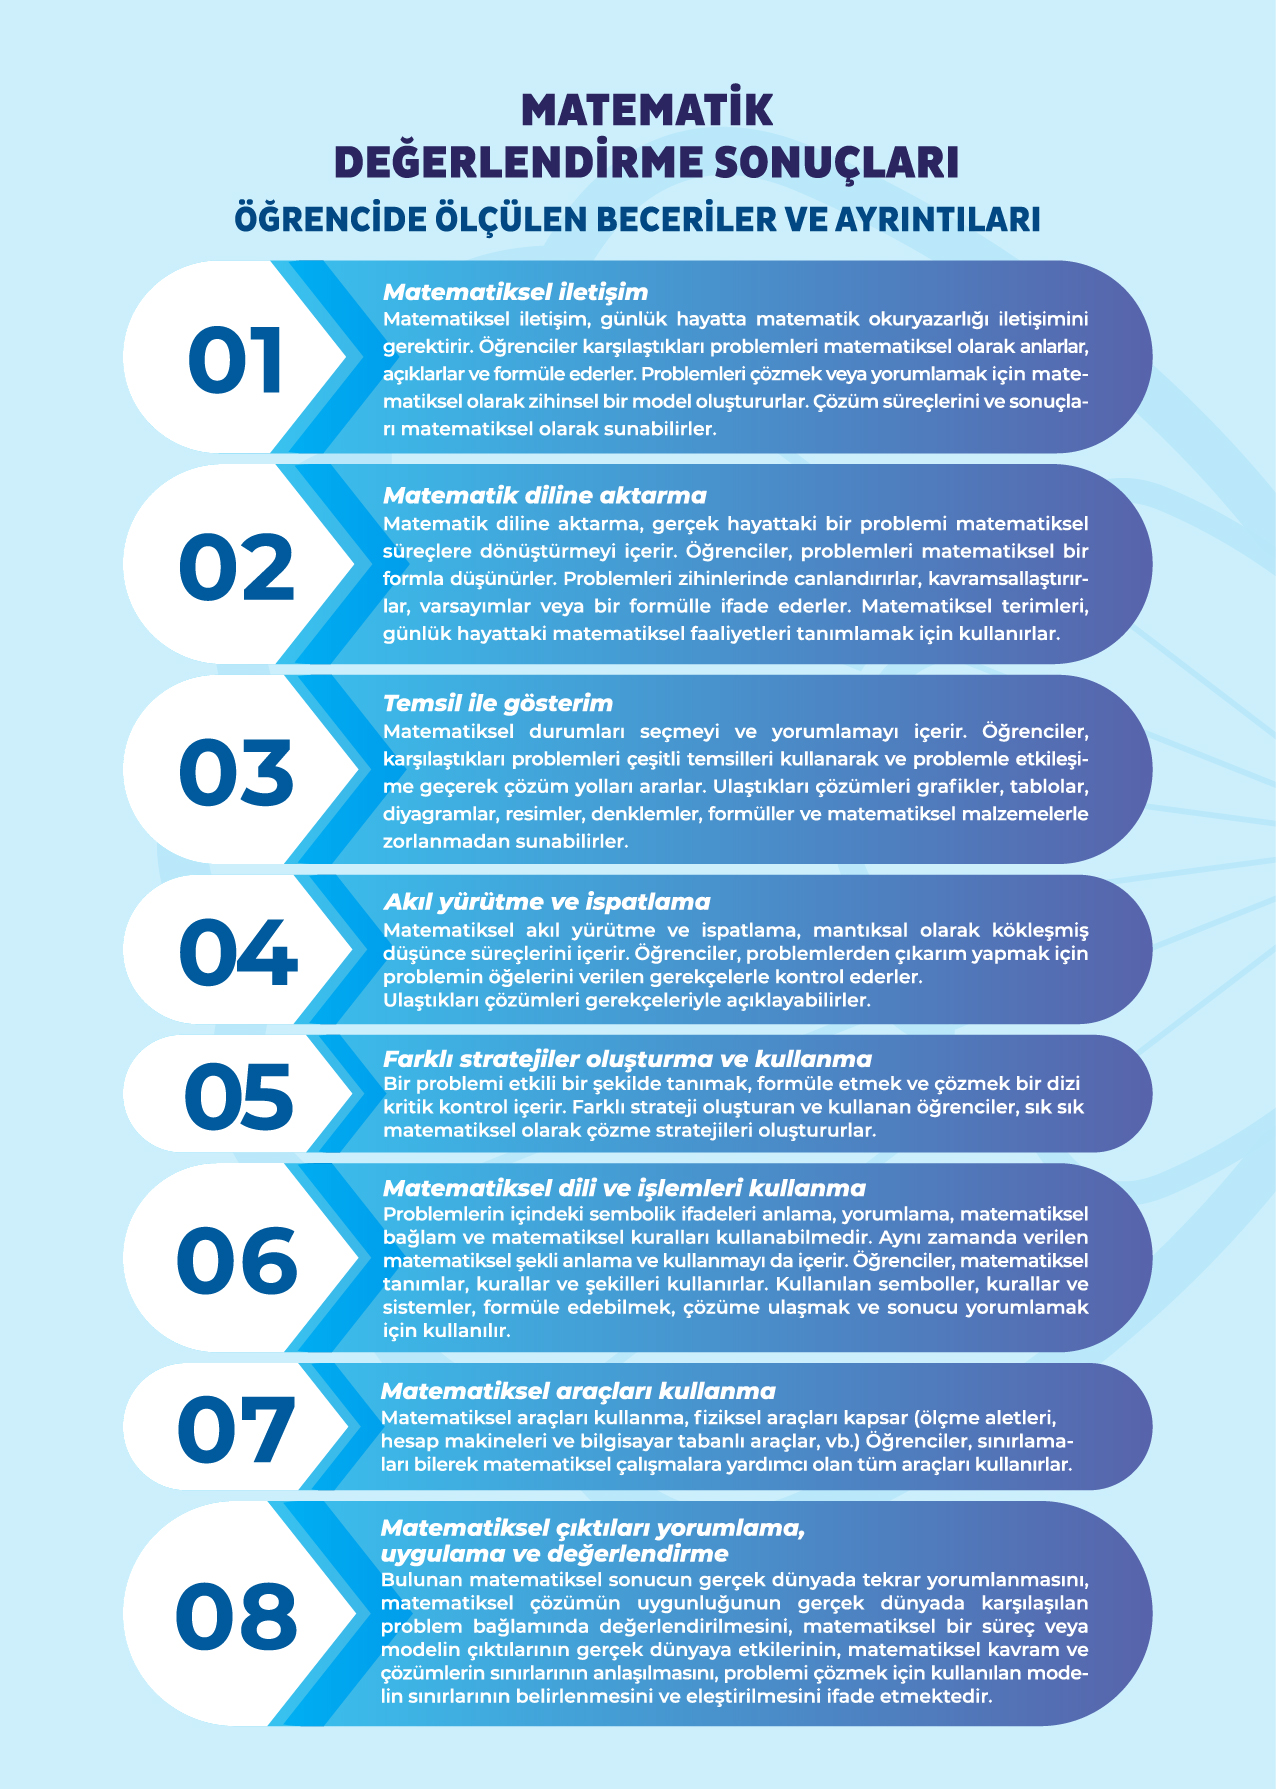 MATEMATİK
DEĞERLENDİRME SONUÇLARI
ÖĞRENCİDE ÖLÇÜLEN BECERİLER VE AYRINTILARI
01
Matematiksel iletişim
Matematiksel iletişim, günlük hayatta matematik okuryazarlığı iletişimini
gerektirir. Öğrenciler karşılaştıkları problemleri matematiksel olarak anlarlar,
açıklarlar ve formüle ederler. Problemleri çözmek veya yorumlamak için mate-
matiksel olarak zihinsel bir model oluştururlar. Çözüm süreçlerini ve sonuçla-
rı matematiksel olarak sunabilirler.
02
Matematik diline aktarma
Matematik diline aktarma, gerçek hayattaki bir problemi matematiksel
süreçlere dönüştürmeyi içerir. Öğrenciler, problemleri matematiksel bir
formla düşünürler. Problemleri zihinlerinde canlandırırlar, kavramsallaştırır-
lar, varsayımlar veya bir formülle ifade ederler. Matematiksel terimleri,
günlük hayattaki matematiksel faaliyetleri tanımlamak için kullanırlar.
03
Temsil ile gösterim
Matematiksel durumları seçmeyi ve yorumlamayı içerir. Öğrenciler,
karşılaştıkları problemleri çeşitli temsilleri kullanarak ve problemle etkileşi-
me geçerek çözüm yolları ararlar. Ulaştıkları çözümleri grafikler, tablolar,
diyagramlar, resimler, denklemler, formüller ve matematiksel malzemelerle
zorlanmadan sunabilirler.
04
Akıl yürütme ve ispatlama
Matematiksel akıl yürütme ve ispatlama, mantıksal olarak kökleşmiş
düşünce süreçlerini içerir. Öğrenciler, problemlerden çıkarım yapmak için
problemin öğelerini verilen gerekçelerle kontrol ederler.
Ulaştıkları çözümleri gerekçeleriyle açıklayabilirler.
05
Farklı stratejiler oluşturma ve kullanma
Bir problemi etkili bir şekilde tanımak, formüle etmek ve çözmek bir dizi
kritik kontrol içerir. Farklı strateji oluşturan ve kullanan öğrenciler, sık sık
matematiksel olarak çözme stratejileri oluştururlar.
06
Matematiksel dili ve işlemleri kullanma
Problemlerin içindeki sembolik ifadeleri anlama, yorumlama, matematiksel
bağlam ve matematiksel kuralları kullanabilmedir. Aynı zamanda verilen
matematiksel şekli anlama ve kullanmayı da içerir. Öğrenciler, matematiksel
tanımlar, kurallar ve şekilleri kullanırlar. Kullanılan semboller, kurallar ve
sistemler, formüle edebilmek, çözüme ulaşmak ve sonucu yorumlamak
için kullanılır.
07
Matematiksel araçları kullanma
Matematiksel araçları kullanma, fiziksel araçları kapsar (ölçme aletleri,
hesap makineleri ve bilgisayar tabanlı araçlar, vb.) Öğrenciler, sınırlama-
ları bilerek matematiksel çalışmalara yardımcı olan tüm araçları kullanırlar.
08
Matematiksel çıktıları yorumlama,
uygulama ve değerlendirme
Bulunan matematiksel sonucun gerçek dünyada tekrar yorumlanmasını,
matematiksel çözümün uygunluğunun gerçek dünyada karşılaşılan
problem bağlamında değerlendirilmesini, matematiksel bir süreç veya
modelin çıktılarının gerçek dünyaya etkilerinin, matematiksel kavram ve
çözümlerin sınırlarının anlaşılmasını, problemi çözmek için kullanılan mode-
lin sınırlarının belirlenmesini ve eleştirilmesini ifade etmektedir.